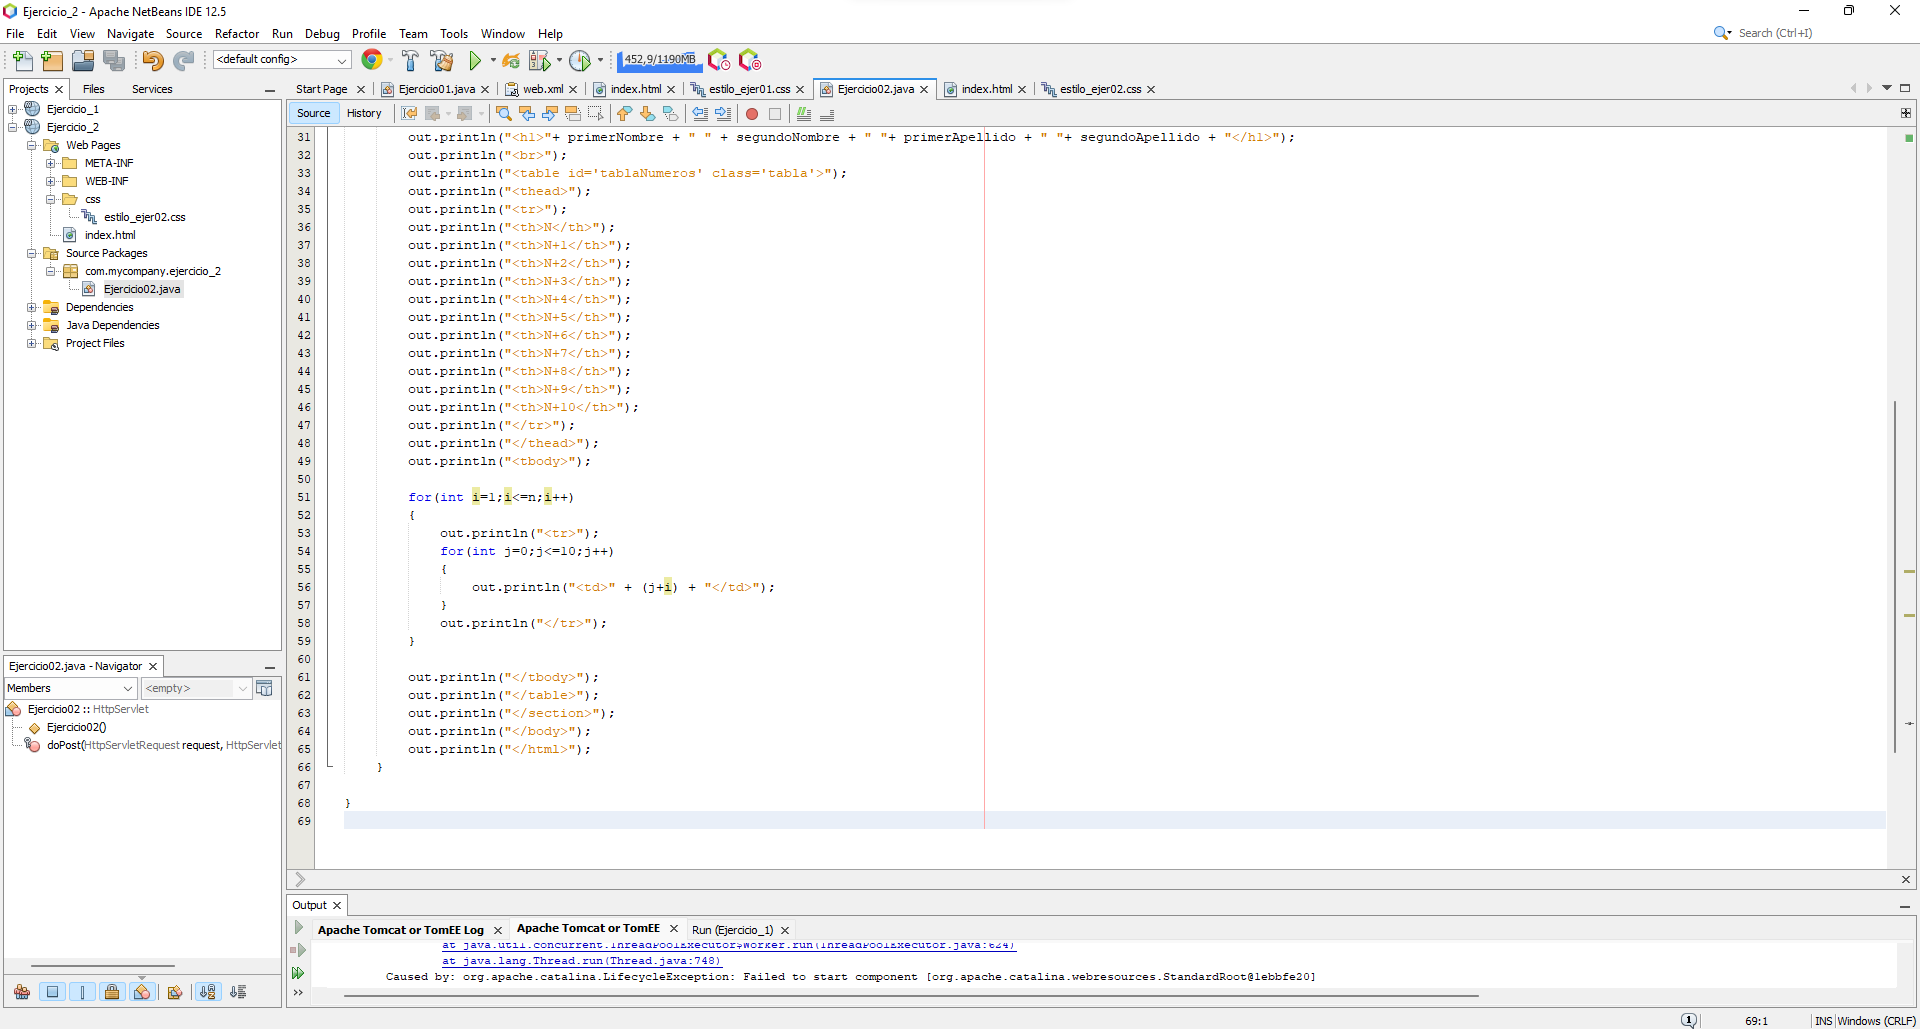 Ejercicio_2 - Apache NetBeans IDE 12.5
File Edit View Navigate Source Refactor Run Debug Profile Team Tools Window Help
Search (Ctrl+I)
<default config>
452,9/1190MB
Projects Files Services
Ejercicio_1
Ejercicio_2
Web Pages
META-INF
WEB-INF
css
estilo_ejer02.css
index.html
Source Packages
com.mycompany.ejercicio_2
Ejercicio02.java
Dependencies
Java Dependencies
Project Files
Ejercicio02.java - Navigator
Members
<empty>
Ejercicio02 :: HttpServlet
Ejercicio02()
doPost(HttpServletRequest request, HttpServlet
Start Page Ejercicio01.java web.xml index.html estilo_ejer01.css Ejercicio02.java index.html estilo_ejer02.css
Source History
31 out.println("<h1>"+ primerNombre + " " + segundoNombre + " "+ primerApellido + " "+ segundoApellido + "</h1>");
32 out.println("<br>");
33 out.println("<table id='tablaNumeros' class='tabla'>");
34 out.println("<thead>");
35 out.println("<tr>");
36 out.println("<th>N</th>");
37 out.println("<th>N+1</th>");
38 out.println("<th>N+2</th>");
39 out.println("<th>N+3</th>");
40 out.println("<th>N+4</th>");
41 out.println("<th>N+5</th>");
42 out.println("<th>N+6</th>");
43 out.println("<th>N+7</th>");
44 out.println("<th>N+8</th>");
45 out.println("<th>N+9</th>");
46 out.println("<th>N+10</th>");
47 out.println("</tr>");
48 out.println("</thead>");
49 out.println("<tbody>");
50
51 for(int i=1;i<=n;i++)
52 {
53 out.println("<tr>");
54 for(int j=0;j<=10;j++)
55 {
56 out.println("<td>" + (j+i) + "</td>");
57 }
58 out.println("</tr>");
59 }
60
61 out.println("</tbody>");
62 out.println("</table>");
63 out.println("</section>");
64 out.println("</body>");
65 out.println("</html>");
66 }
67
68 }
69
Output
Apache Tomcat or TomEE Log Apache Tomcat or TomEE Run (Ejercicio_1)
at java.util.concurrent.ThreadPoolExecutor$Worker.run(ThreadPoolExecutor.java:624)
at java.lang.Thread.run(Thread.java:748)
Caused by: org.apache.catalina.LifecycleException: Failed to start component [org.apache.catalina.webresources.StandardRoot@1ebbfe20]
1 69:1 INS Windows (CRLF)